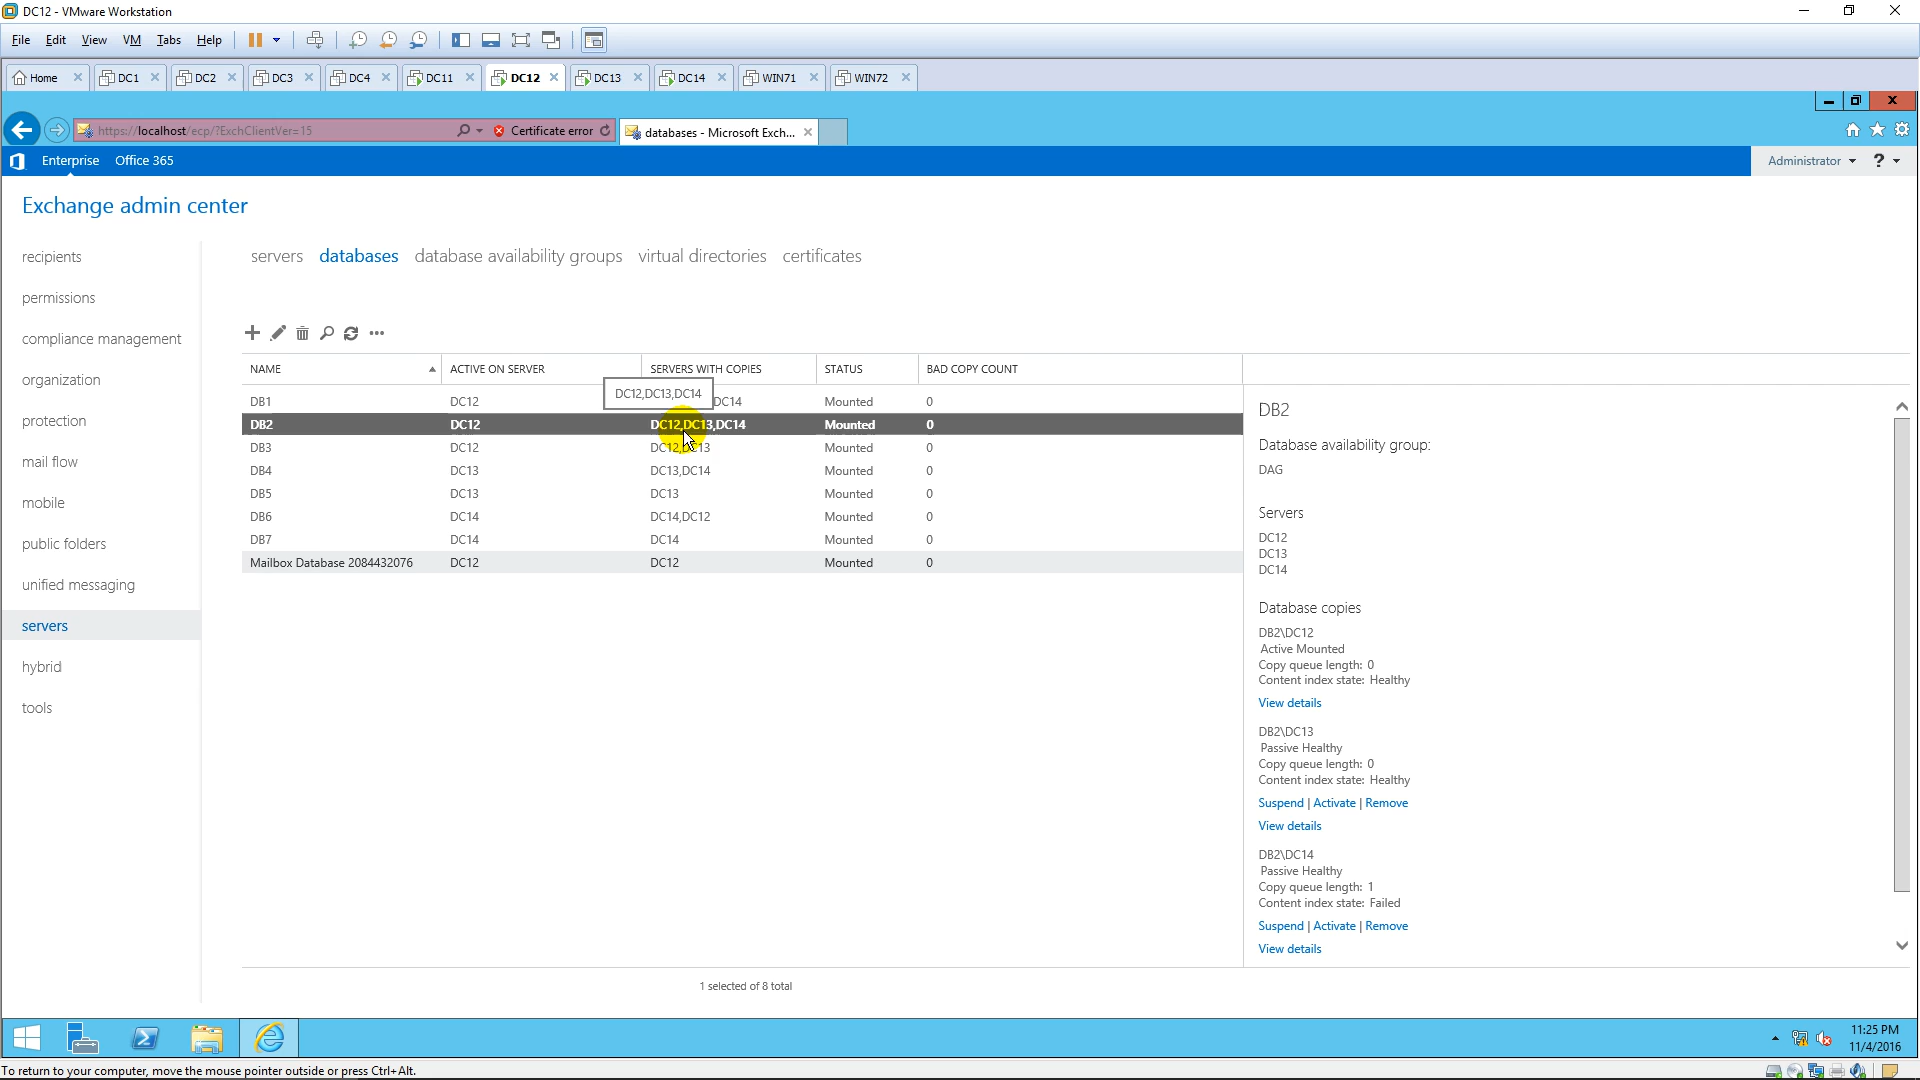 DC12 - VMware Workstation
File Edit View VM Tabs Help
Home DC1 DC2 DC3 DC4 DC11 DC12 DC13 DC14 WIN71 WIN72
https://localhost/ecp/?ExchClientVer=15 Certificate error databases - Microsoft Exch...
Enterprise Office 365 Administrator ?
Exchange admin center
recipients
permissions
compliance management
organization
protection
mail flow
mobile
public folders
unified messaging
servers
hybrid
tools
servers databases database availability groups virtual directories certificates
NAME ACTIVE ON SERVER SERVERS WITH COPIES STATUS BAD COPY COUNT
DC12,DC13,DC14
DB1 DC12 DC14 Mounted 0
DB2 DC12 DC12,DC13,DC14 Mounted 0
DB3 DC12 DC12,DC13 Mounted 0
DB4 DC13 DC13,DC14 Mounted 0
DB5 DC13 DC13 Mounted 0
DB6 DC14 DC14,DC12 Mounted 0
DB7 DC14 DC14 Mounted 0
Mailbox Database 2084432076 DC12 DC12 Mounted 0
1 selected of 8 total
DB2
Database availability group:
DAG
Servers
DC12
DC13
DC14
Database copies
DB2\DC12
Active Mounted
Copy queue length: 0
Content index state: Healthy
View details
DB2\DC13
Passive Healthy
Copy queue length: 0
Content index state: Healthy
Suspend | Activate | Remove
View details
DB2\DC14
Passive Healthy
Copy queue length: 1
Content index state: Failed
Suspend | Activate | Remove
View details
11:25 PM
11/4/2016
To return to your computer, move the mouse pointer outside or press Ctrl+Alt.